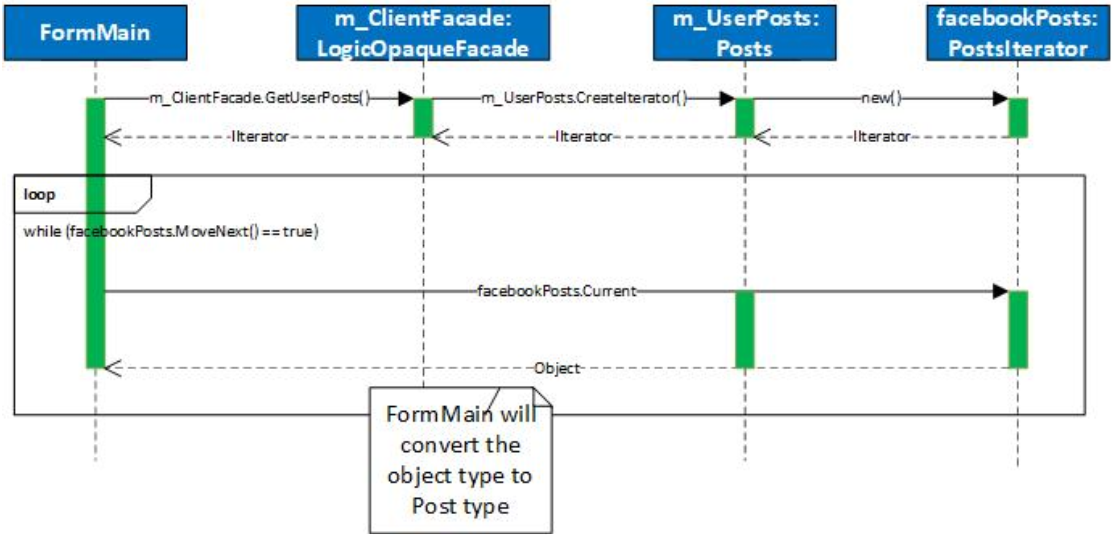 FormMain
m_ClientFacade:
LogicOpaqueFacade
m_UserPosts:
Posts
facebookPosts:
PostsIterator
m_ClientFacade.GetUserPosts()
m_UserPosts.CreateIterator()
new()
IIterator
IIterator
IIterator
loop
while (facebookPosts.MoveNext() == true)
facebookPosts.Current
Object
FormMain will
convert the
object type to
Post type